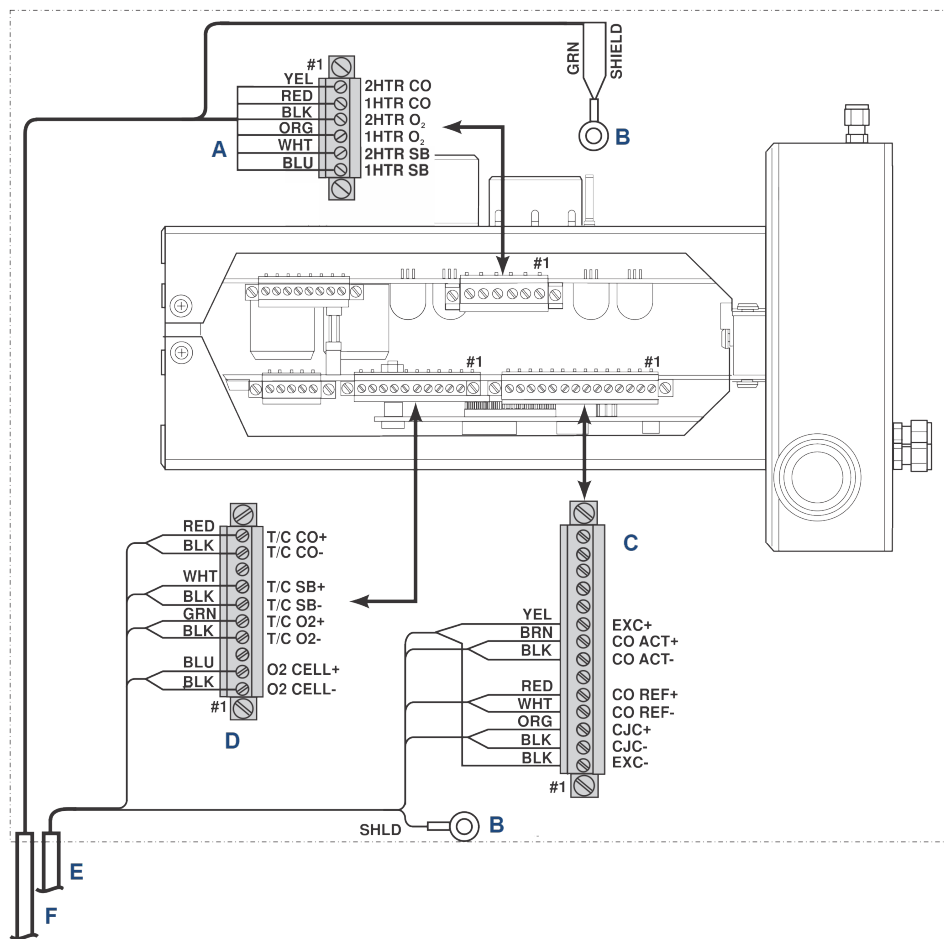 GRN
SHIELD
B
#1
YEL 2HTR CO
RED 1HTR CO
BLK 2HTR O₂
ORG 1HTR O₂
WHT 2HTR SB
BLU 1HTR SB
A
#1
#1
#1
RED T/C CO+
BLK T/C CO-
WHT T/C SB+
BLK T/C SB-
GRN T/C O2+
BLK T/C O2-
BLU O2 CELL+
BLK O2 CELL-
#1
D
C
YEL EXC+
BRN CO ACT+
BLK CO ACT-
RED CO REF+
WHT CO REF-
ORG CJC+
BLK CJC-
BLK EXC-
#1
SHLD
B
E
F